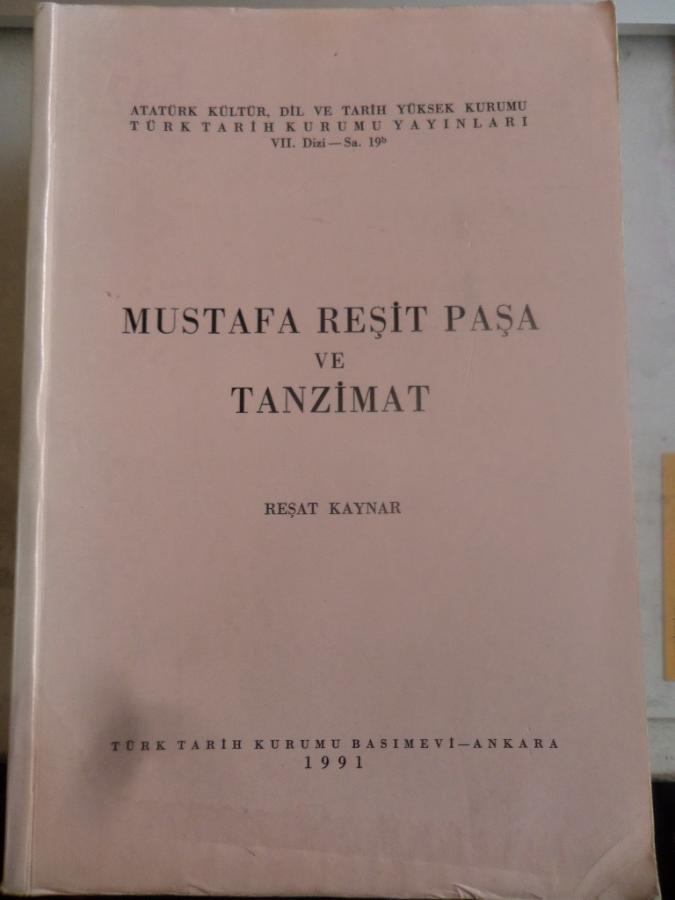 ATATÜRK KÜLTÜR, DİL VE TARİH YÜKSEK KURUMU
TÜRK TARİH KURUMU YAYINLARI
VII. Dizi — Sa. 19ᵇ
MUSTAFA REŞİT PAŞA
VE
TANZİMAT
REŞAT KAYNAR
TÜRK TARİH KURUMU BASIMEVİ — ANKARA
1991